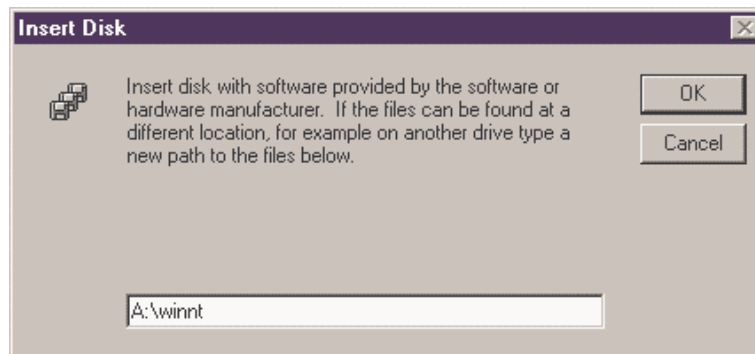 Insert Disk
Insert disk with software provided by the software or
hardware manufacturer.  If the files can be found at a
different location, for example on another drive type a
new path to the files below.
OK
Cancel
A:\winnt